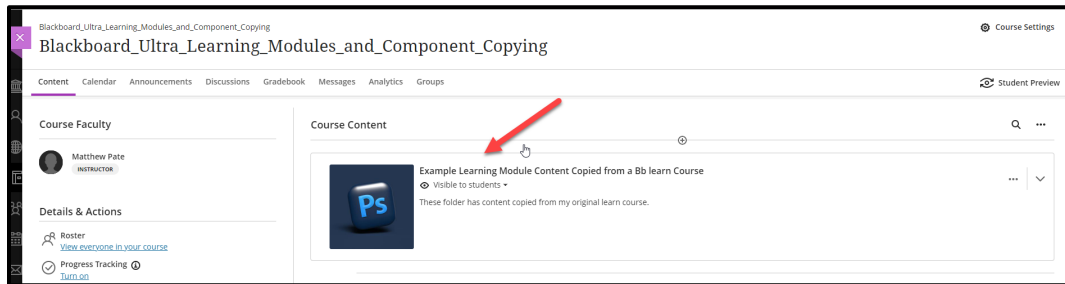 Blackboard_Ultra_Learning_Modules_and_Component_Copying
Course Settings
Blackboard_Ultra_Learning_Modules_and_Component_Copying
Content Calendar Announcements Discussions Gradebook Messages Analytics Groups
Student Preview
Course Faculty
Matthew Pate
INSTRUCTOR
Details & Actions
Roster
View everyone in your course
Progress Tracking
Turn on
Course Content
Ps
Example Learning Module Content Copied from a Bb learn Course
Visible to students
These folder has content copied from my original learn course.